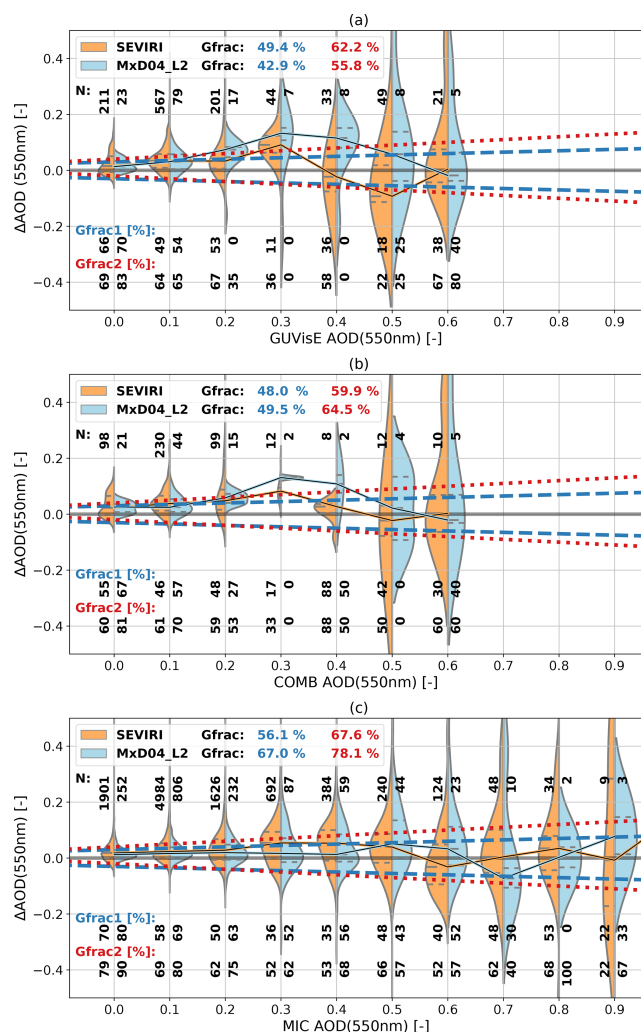 (a)
SEVIRI Gfrac: 49.4 % 62.2 %
MxD04_L2 Gfrac: 42.9 % 55.8 %
N: 211 23 567 79 201 17 44 7 33 8 49 8 21 5
0.4
0.2
0.0
−0.2
−0.4
ΔAOD (550nm) [-]
Gfrac1 [%]:
66 70 49 54 53 0 11 0 36 0 18 25 38 40
Gfrac2 [%]:
69 83 64 65 67 35 36 0 58 0 22 25 67 80
0.0 0.1 0.2 0.3 0.4 0.5 0.6 0.7 0.8 0.9
GUVisE AOD(550nm) [-]
(b)
SEVIRI Gfrac: 48.0 % 59.9 %
MxD04_L2 Gfrac: 49.5 % 64.5 %
N: 98 21 230 44 99 15 12 2 8 2 12 4 10 5
0.4
0.2
0.0
−0.2
−0.4
ΔAOD(550nm) [-]
Gfrac1 [%]:
55 67 46 57 48 27 17 0 88 50 42 0 30 40
Gfrac2 [%]:
60 81 61 70 59 53 33 0 88 50 50 0 60 60
0.0 0.1 0.2 0.3 0.4 0.5 0.6 0.7 0.8 0.9
COMB AOD(550nm) [-]
(c)
SEVIRI Gfrac: 56.1 % 67.6 %
MxD04_L2 Gfrac: 67.0 % 78.1 %
N: 1901 252 4984 806 1626 232 692 87 384 59 240 44 124 23 48 10 34 2 9 3
0.4
0.2
0.0
−0.2
−0.4
ΔAOD(550nm) [-]
Gfrac1 [%]:
70 80 58 69 50 63 36 52 35 56 48 43 40 52 48 30 53 0 22 33
Gfrac2 [%]:
79 90 69 80 62 75 52 62 53 68 66 57 52 57 62 40 68 100 33 67
0.0 0.1 0.2 0.3 0.4 0.5 0.6 0.7 0.8 0.9
MIC AOD(550nm) [-]